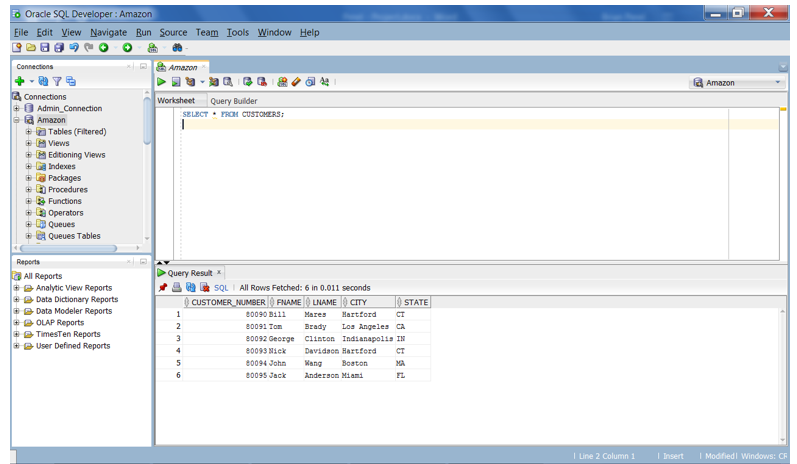 Oracle SQL Developer : Amazon
File Edit View Navigate Run Source Team Tools Window Help
Connections
Connections
Admin_Connection
Amazon
Tables (Filtered)
Views
Editioning Views
Indexes
Packages
Procedures
Functions
Operators
Queues
Queues Tables
Reports
All Reports
Analytic View Reports
Data Dictionary Reports
Data Modeler Reports
OLAP Reports
TimesTen Reports
User Defined Reports
Amazon
Amazon
Worksheet Query Builder
SELECT * FROM CUSTOMERS;
Query Result x
SQL | All Rows Fetched: 6 in 0.011 seconds
CUSTOMER_NUMBER FNAME LNAME CITY STATE
1 80090 Bill Mares Hartford CT
2 80091 Tom Brady Los Angeles CA
3 80092 George Clinton Indianapolis IN
4 80093 Nick Davidson Hartford CT
5 80094 John Wang Boston MA
6 80095 Jack Anderson Miami FL
| Line 2 Column 1 | Insert | Modified | Windows: CR